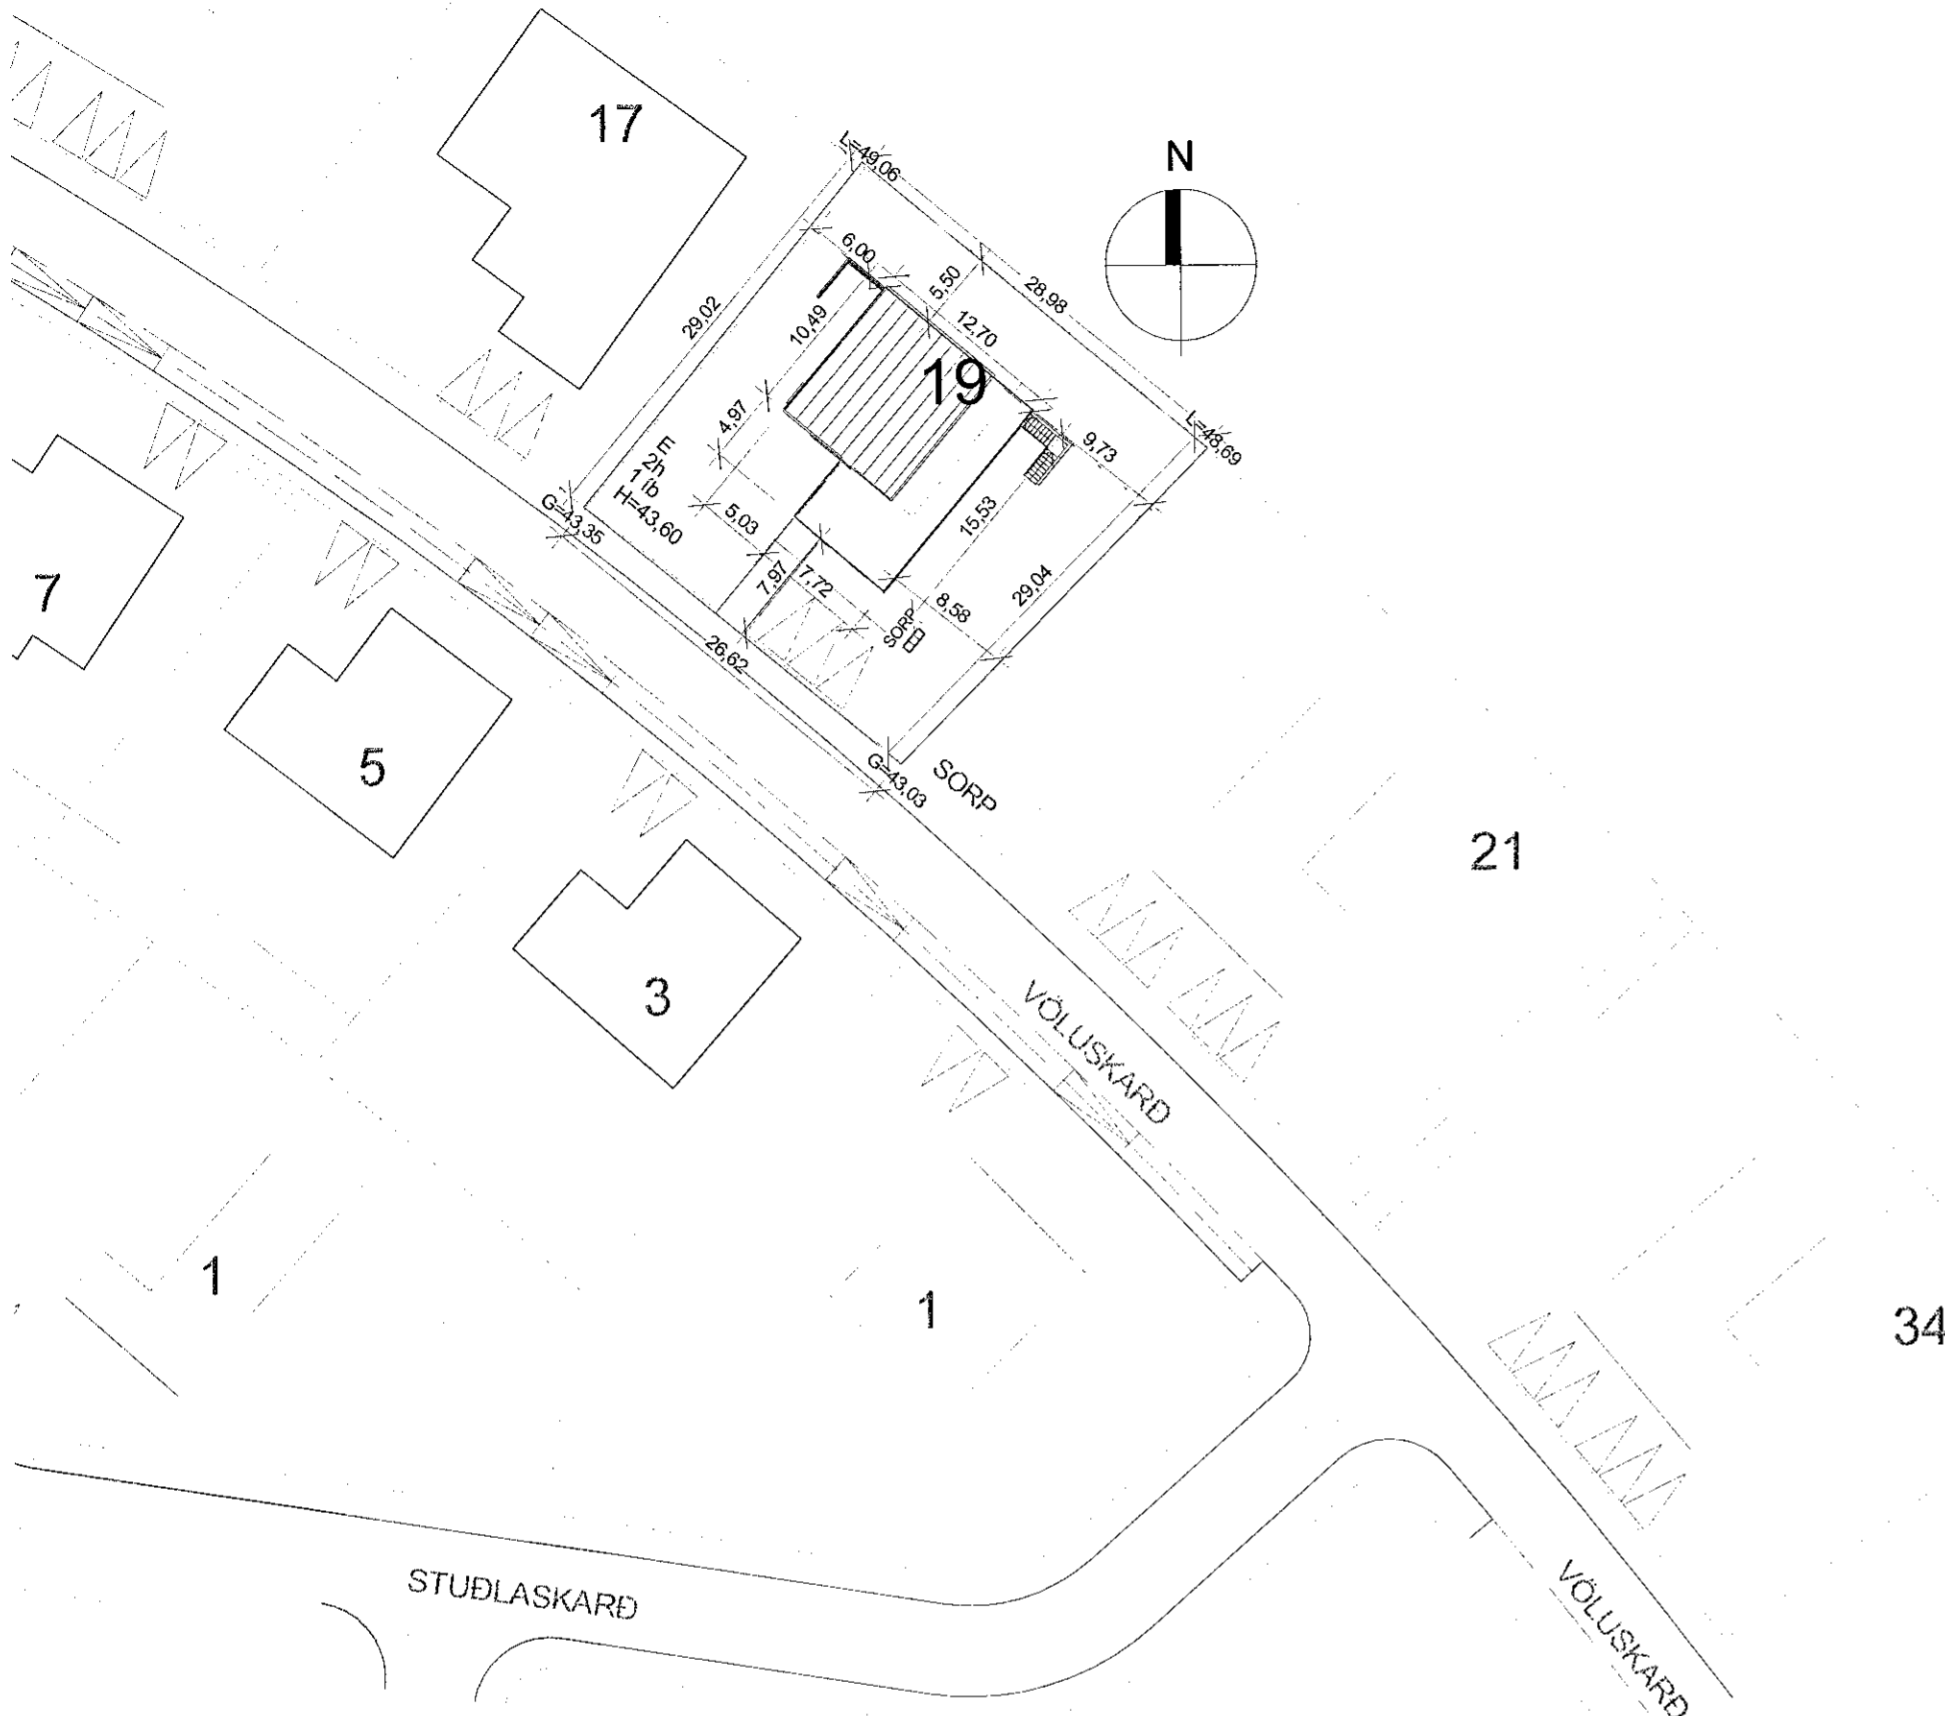 17
N
L=49,06
6,00
5,50
28,98
29,02
10,49
12,70
19
4,97
9,73
L=48,69
E
2h
1 íb
H=43,60
G=43,35
5,03
15,53
7,97
7,72
8,58
29,04
SORP
26,62
G=43,03
SORP
7
5
3
21
VÖLUSKARÐ
1
1
34
STUÐLASKARÐ
VÖLUSKARÐ